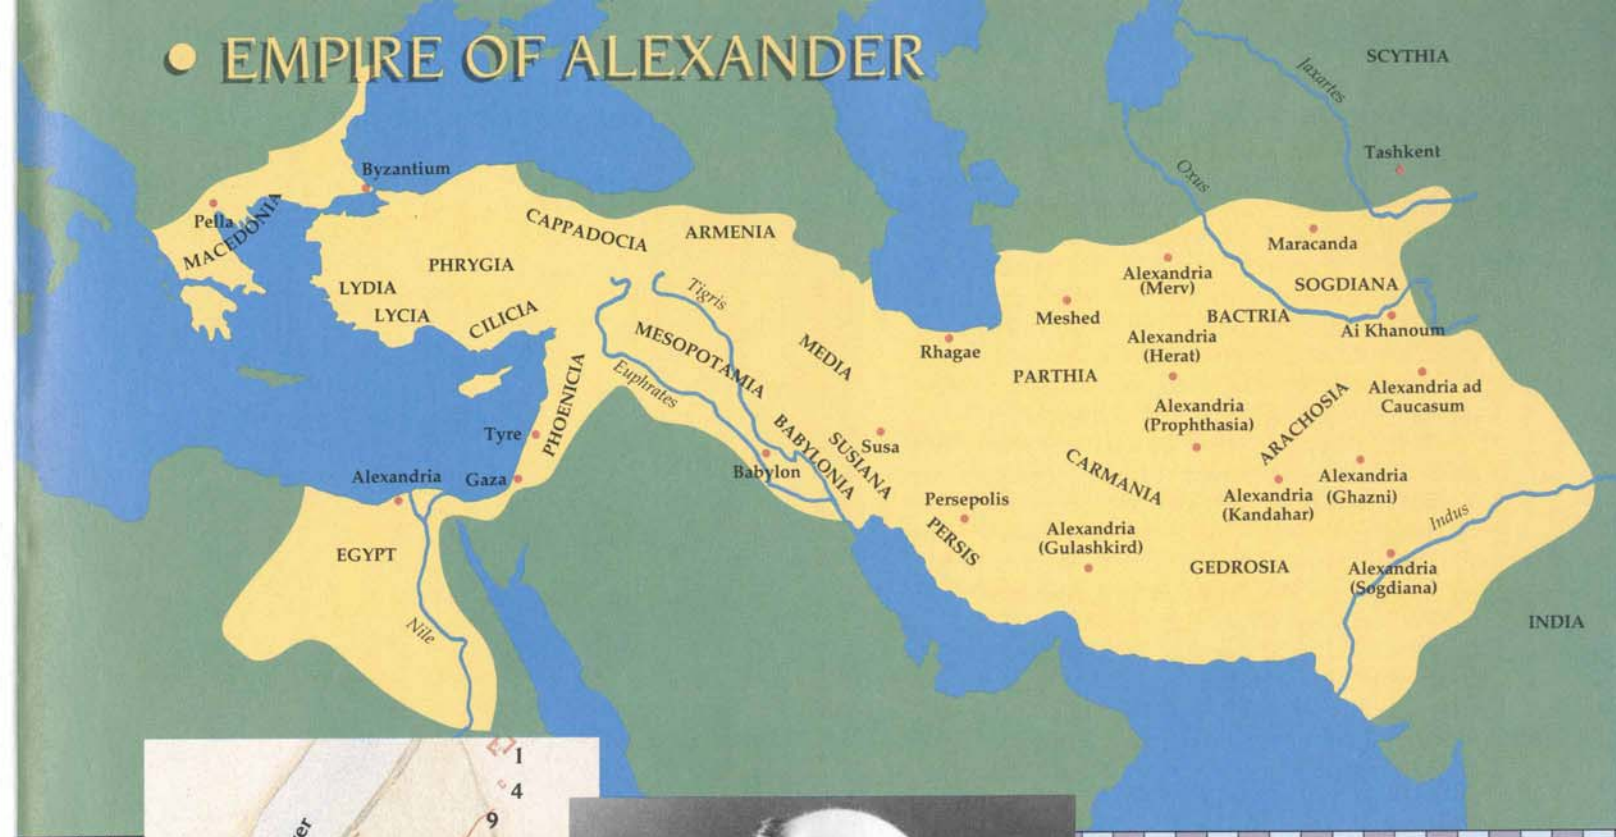 • EMPIRE OF ALEXANDER
SCYTHIA
Jaxartes
Tashkent
Oxus
Byzantium
Pella
MACEDONIA
CAPPADOCIA
ARMENIA
Maracanda
PHRYGIA
Alexandria
(Merv)
SOGDIANA
LYDIA
Tigris
LYCIA
CILICIA
Meshed
BACTRIA
Ai Khanoum
MESOPOTAMIA
MEDIA
Rhagae
Alexandria
(Herat)
PARTHIA
Euphrates
PHOENICIA
Alexandria ad
Caucasum
Alexandria
(Prophthasia)
ARACHOSIA
Tyre
BABYLONIA
SUSIANA
Susa
Babylon
CARMANIA
Alexandria
Gaza
Alexandria
(Ghazni)
Alexandria
(Kandahar)
Persepolis
PERSIS
Indus
Alexandria
(Gulashkird)
EGYPT
GEDROSIA
Alexandria
(Sogdiana)
Nile
INDIA
1
4
9